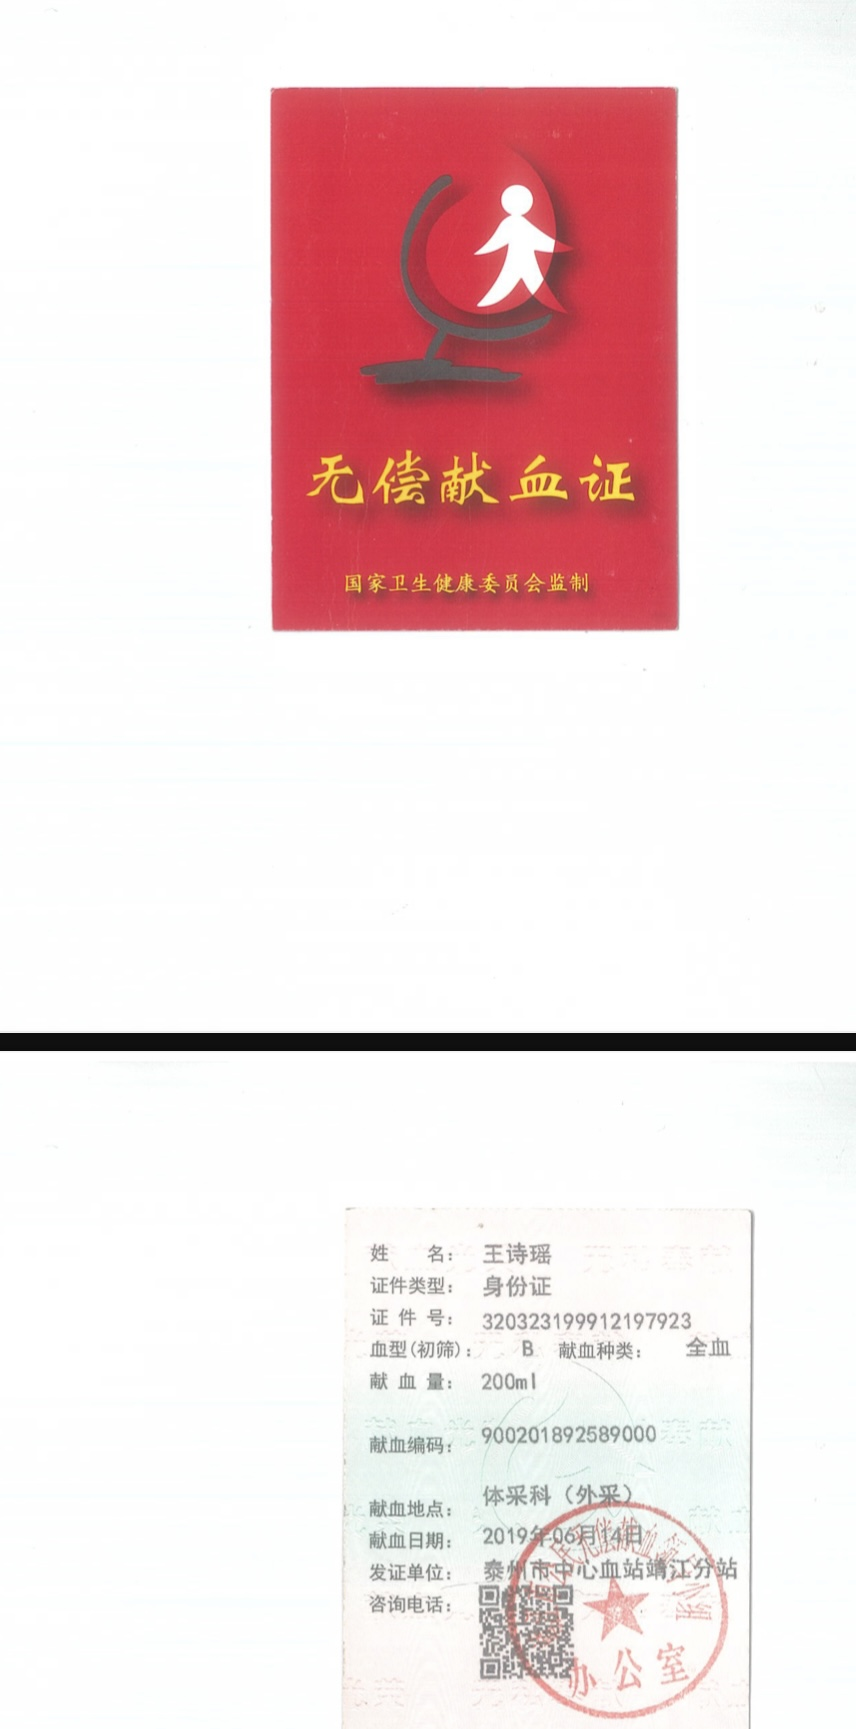 无偿献血证
国家卫生健康委员会监制
姓 名： 王诗瑶
证件类型： 身份证
证 件 号： 320323199912197923
血型(初筛)： B 献血种类： 全血
献 血 量： 200ml
献血编码： 900201892589000
献血地点： 体采科（外采）
献血日期： 2019年06月14日
发证单位： 泰州市中心血站靖江分站
咨询电话：
办公室